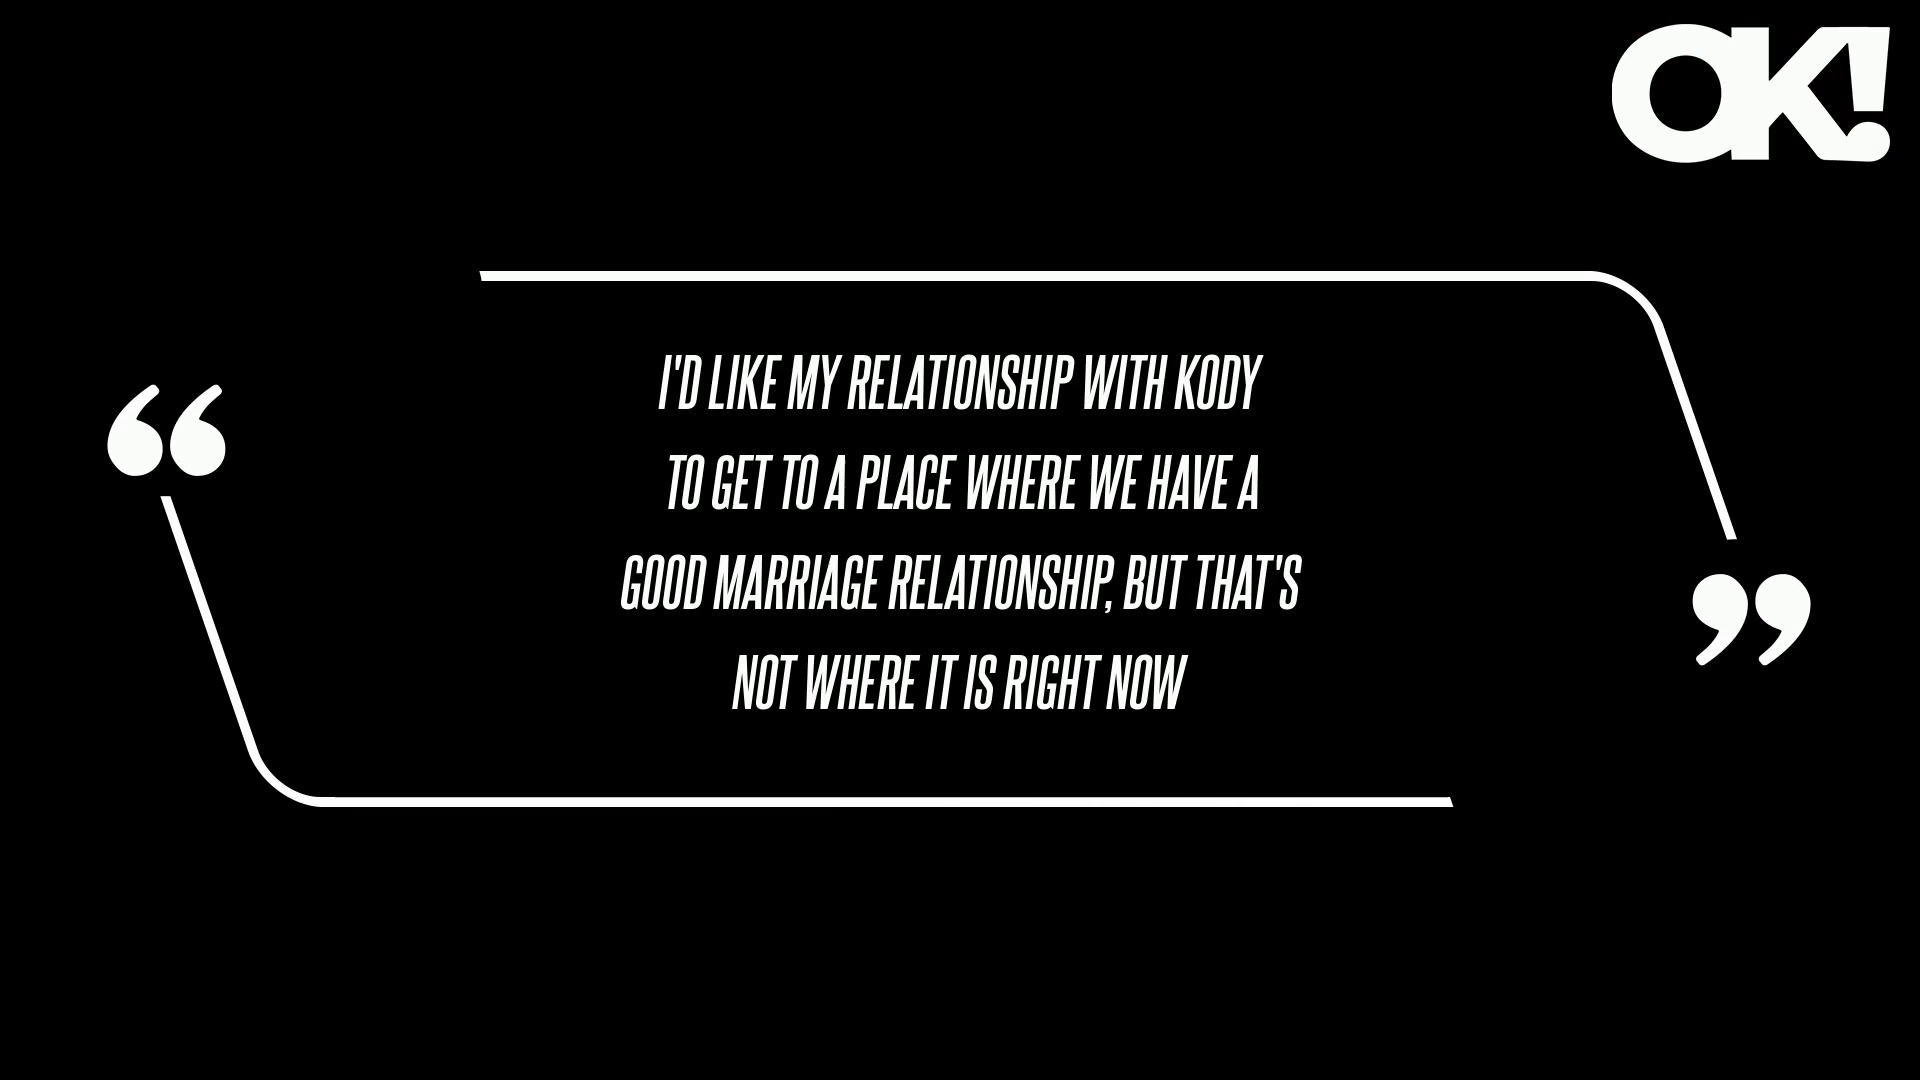 OK!
I'D LIKE MY RELATIONSHIP WITH KODY
TO GET TO A PLACE WHERE WE HAVE A
GOOD MARRIAGE RELATIONSHIP, BUT THAT'S
NOT WHERE IT IS RIGHT NOW